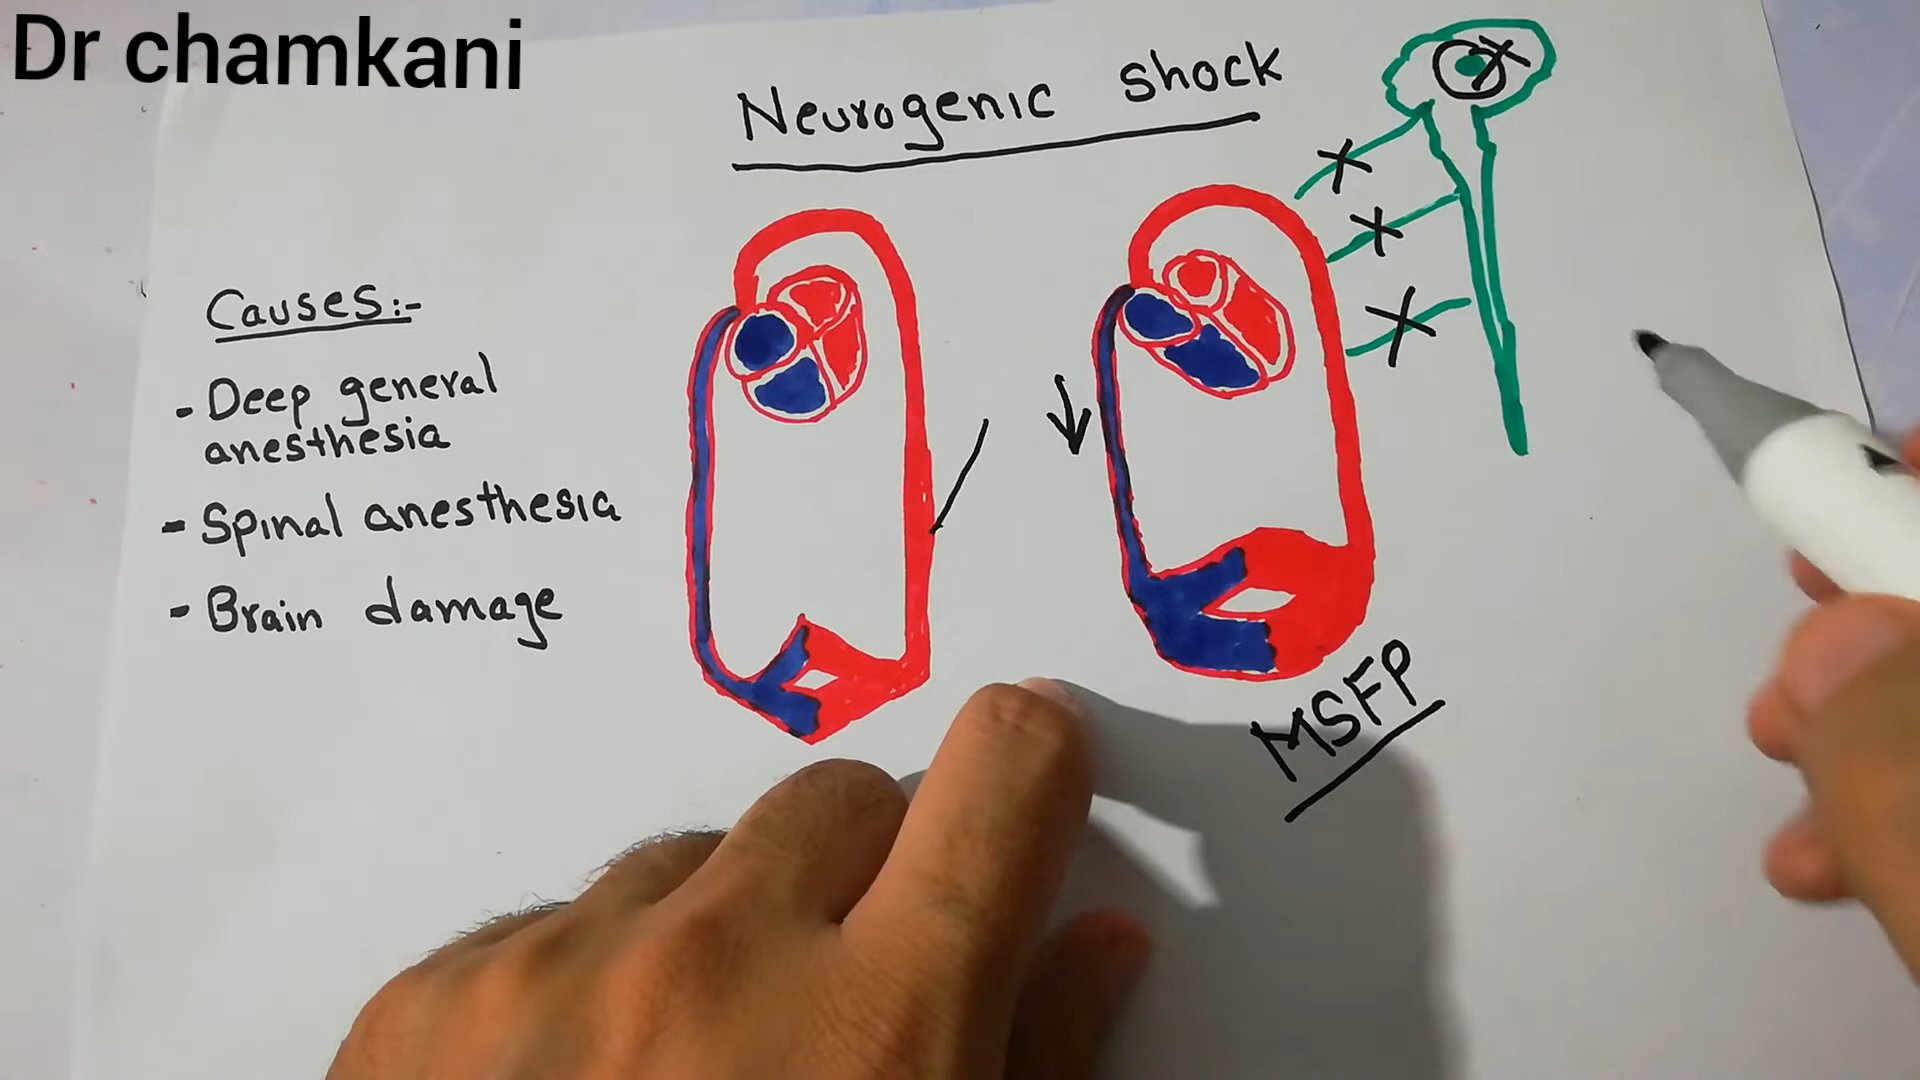 Dr chamkani
Neurogenic shock
Causes:-
- Deep general
anesthesia
- Spinal anesthesia
- Brain damage
MSFP